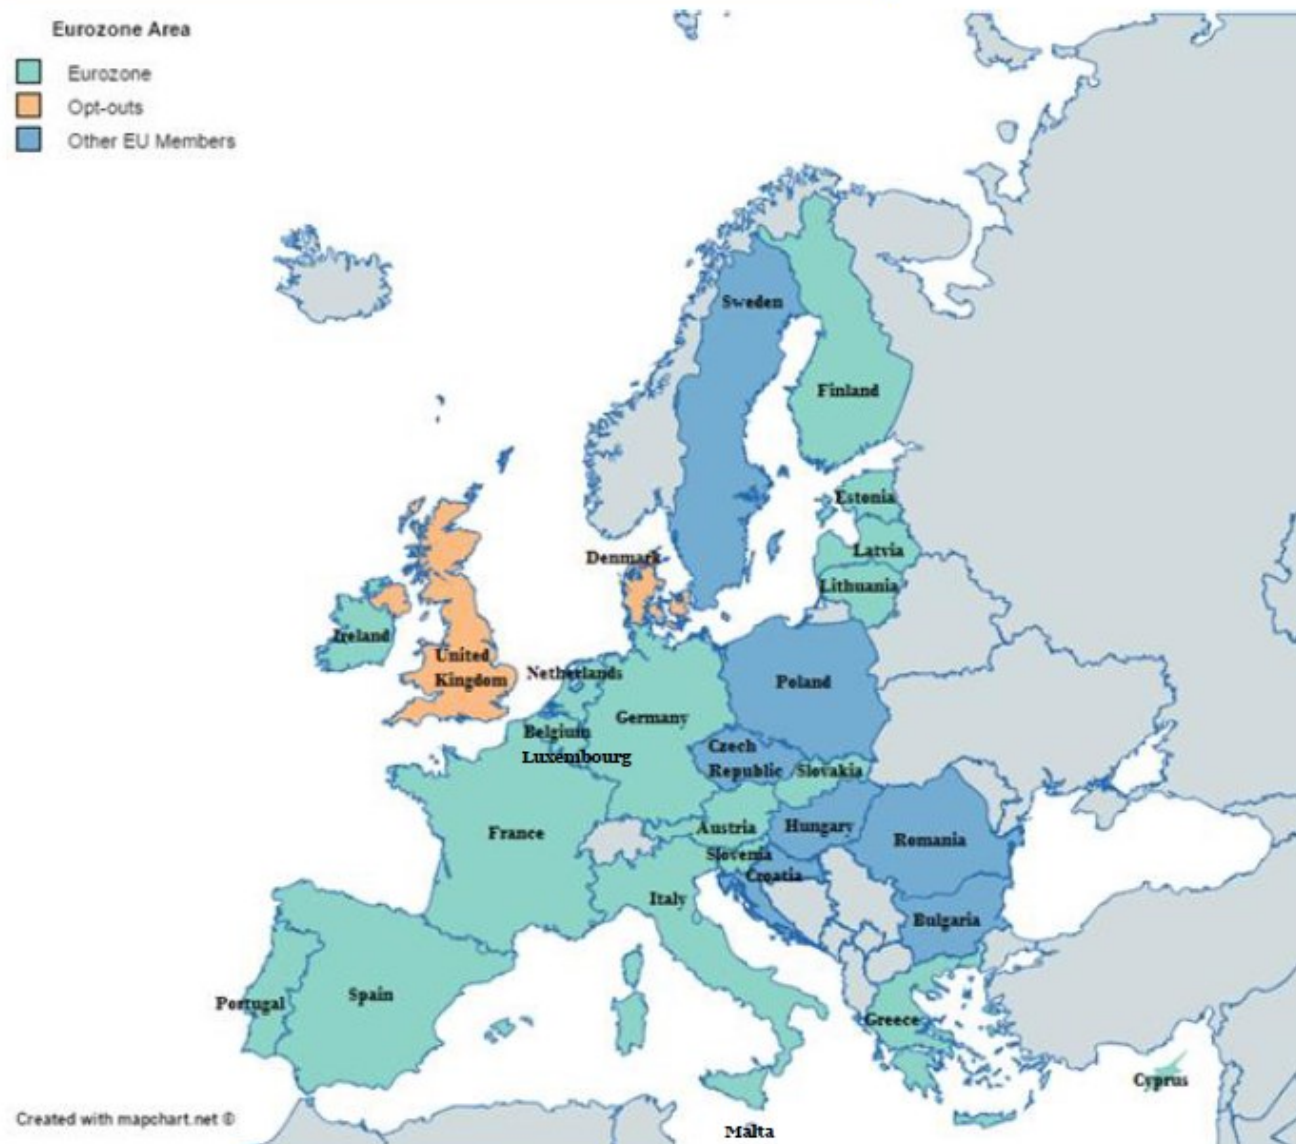 Eurozone Area
Eurozone
Opt-outs
Other EU Members
Sweden
Finland
Estonia
Latvia
Lithuania
Denmark
Ireland
United
Kingdom
Netherlands
Poland
Germany
Belgium
Luxembourg
Czech
Republic
Slovakia
France
Austria
Hungary
Romania
Slovenia
Croatia
Italy
Bulgaria
Portugal
Spain
Greece
Cyprus
Malta
Created with mapchart.net ©